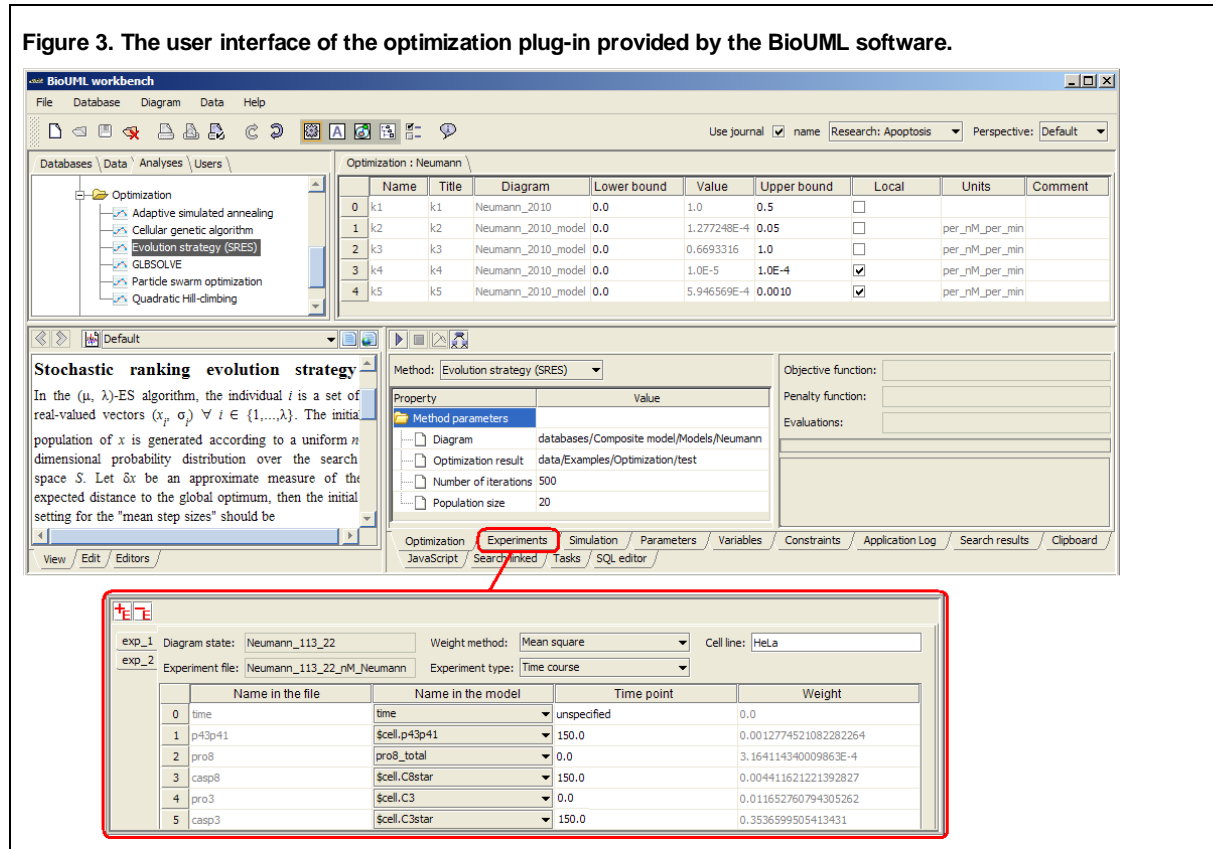 Figure 3. The user interface of the optimization plug-in provided by the BioUML software.
BioUML workbench
File Database Diagram Data Help
Use journal name Research: Apoptosis Perspective: Default
Databases Data Analyses Users
Optimization
Adaptive simulated annealing
Cellular genetic algorithm
Evolution strategy (SRES)
GLBSOLVE
Particle swarm optimization
Quadratic Hill-climbing
Optimization : Neumann
Name Title Diagram Lower bound Value Upper bound Local Units Comment
0 k1 k1 Neumann_2010 0.0 1.0 0.5
1 k2 k2 Neumann_2010_model 0.0 1.277248E-4 0.05 per_nM_per_min
2 k3 k3 Neumann_2010_model 0.0 0.6693316 1.0 per_nM_per_min
3 k4 k4 Neumann_2010_model 0.0 1.0E-5 1.0E-4 per_nM_per_min
4 k5 k5 Neumann_2010_model 0.0 5.946569E-4 0.0010 per_nM_per_min
Default
Stochastic ranking evolution strategy
In the (μ, λ)-ES algorithm, the individual i is a set of
real-valued vectors (xi, σi) ∀ i ∈ {1,...,λ}. The initial
population of x is generated according to a uniform n
dimensional probability distribution over the search
space S. Let δx be an approximate measure of the
expected distance to the global optimum, then the initial
setting for the "mean step sizes" should be
View Edit Editors
Method: Evolution strategy (SRES)
Property Value
Method parameters
Diagram databases/Composite model/Models/Neumann
Optimization result data/Examples/Optimization/test
Number of iterations 500
Population size 20
Objective function:
Penalty function:
Evaluations:
Optimization Experiments Simulation Parameters Variables Constraints Application Log Search results Clipboard
JavaScript Search linked Tasks SQL editor
+E -E
exp_1 Diagram state: Neumann_113_22 Weight method: Mean square Cell line: HeLa
exp_2 Experiment file: Neumann_113_22_nM_Neumann Experiment type: Time course
Name in the file Name in the model Time point Weight
0 time time unspecified 0.0
1 p43p41 $cell.p43p41 150.0 0.0012774521082282264
2 pro8 pro8_total 0.0 3.164114340009863E-4
3 casp8 $cell.C8star 150.0 0.004411621221392827
4 pro3 $cell.C3 0.0 0.011652760794305262
5 casp3 $cell.C3star 150.0 0.3536599505413431